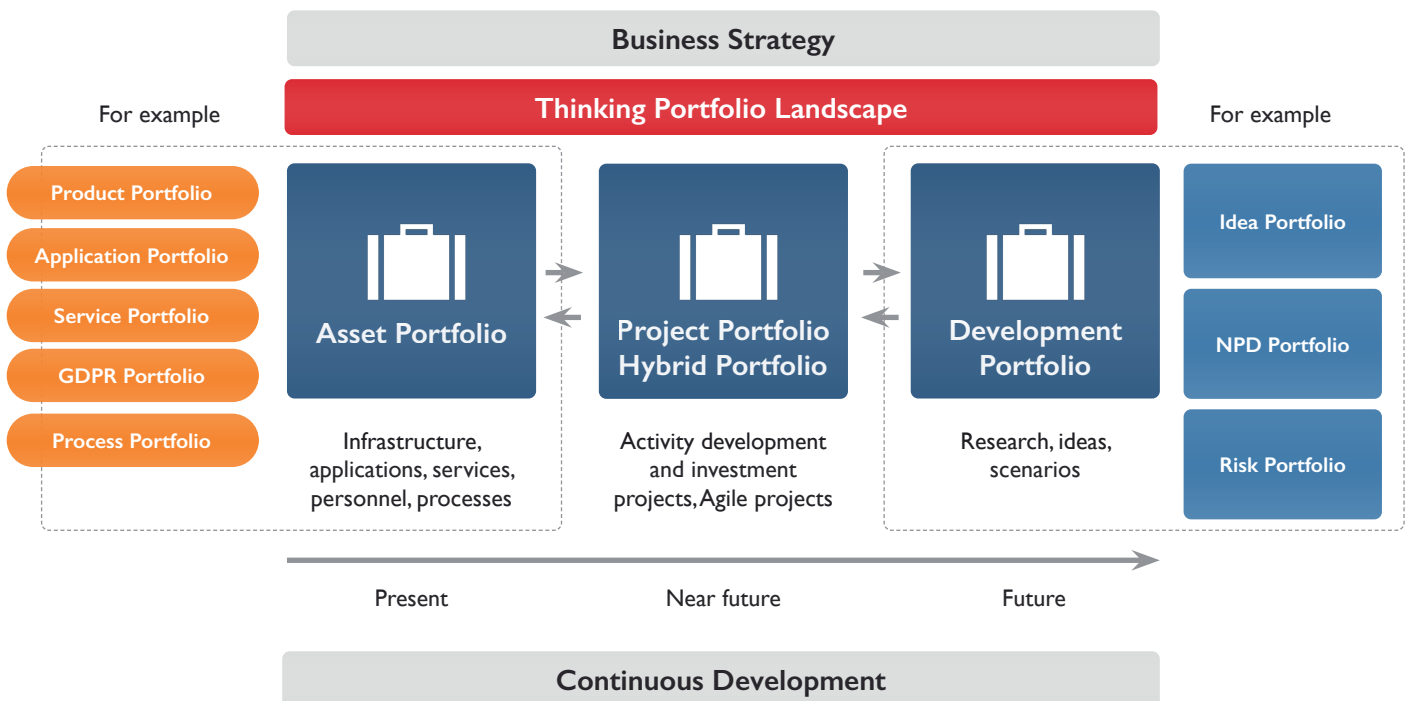 Business Strategy
Thinking Portfolio Landscape
For example
For example
Product Portfolio
Application Portfolio
Service Portfolio
GDPR Portfolio
Process Portfolio
Asset Portfolio
Infrastructure,
applications, services,
personnel, processes
Project Portfolio
Hybrid Portfolio
Activity development
and investment
projects, Agile projects
Development
Portfolio
Research, ideas,
scenarios
Idea Portfolio
NPD Portfolio
Risk Portfolio
Present
Near future
Future
Continuous Development